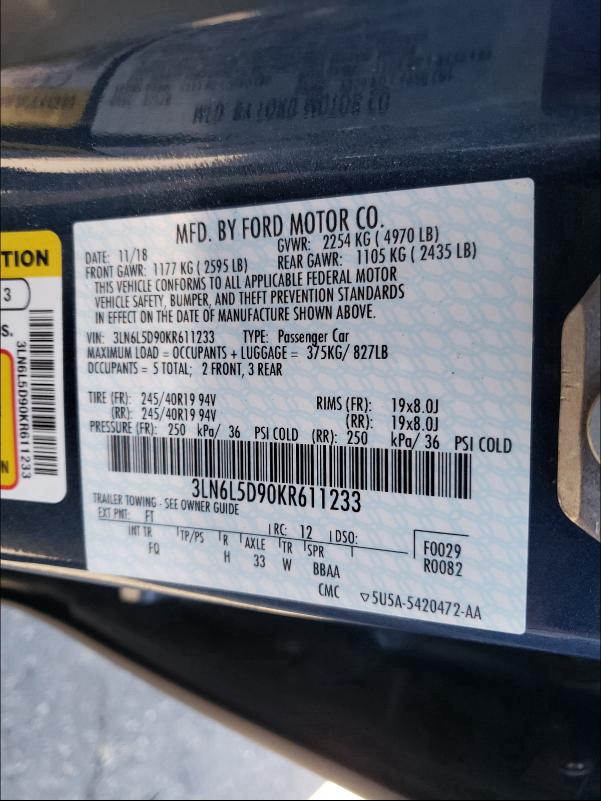 MFD. BY FORD MOTOR CO.
DATE: 11/18
GVWR: 2254 KG ( 4970 LB)
FRONT GAWR: 1177 KG ( 2595 LB)
REAR GAWR: 1105 KG ( 2435 LB)
THIS VEHICLE CONFORMS TO ALL APPLICABLE FEDERAL MOTOR
VEHICLE SAFETY, BUMPER, AND THEFT PREVENTION STANDARDS
IN EFFECT ON THE DATE OF MANUFACTURE SHOWN ABOVE.
VIN: 3LN6L5D90KR611233 TYPE: Passenger Car
MAXIMUM LOAD = OCCUPANTS + LUGGAGE = 375KG/ 827LB
OCCUPANTS = 5 TOTAL; 2 FRONT, 3 REAR
TIRE (FR): 245/40R19 94V RIMS (FR): 19x8.0J
(RR): 245/40R19 94V (RR): 19x8.0J
PRESSURE (FR): 250 kPa/ 36 PSI COLD (RR): 250 kPa/ 36 PSI COLD
3LN6L5D90KR611233
TRAILER TOWING - SEE OWNER GUIDE
EXT PNT: FT RC: 12 DSO:
INT TR TP/PS R AXLE TR SPR F0029
FQ H 33 W BBAA R0082
CMC ▽5U5A-5420472-AA
TION
3
S.
3LN6L5D90KR611233
N